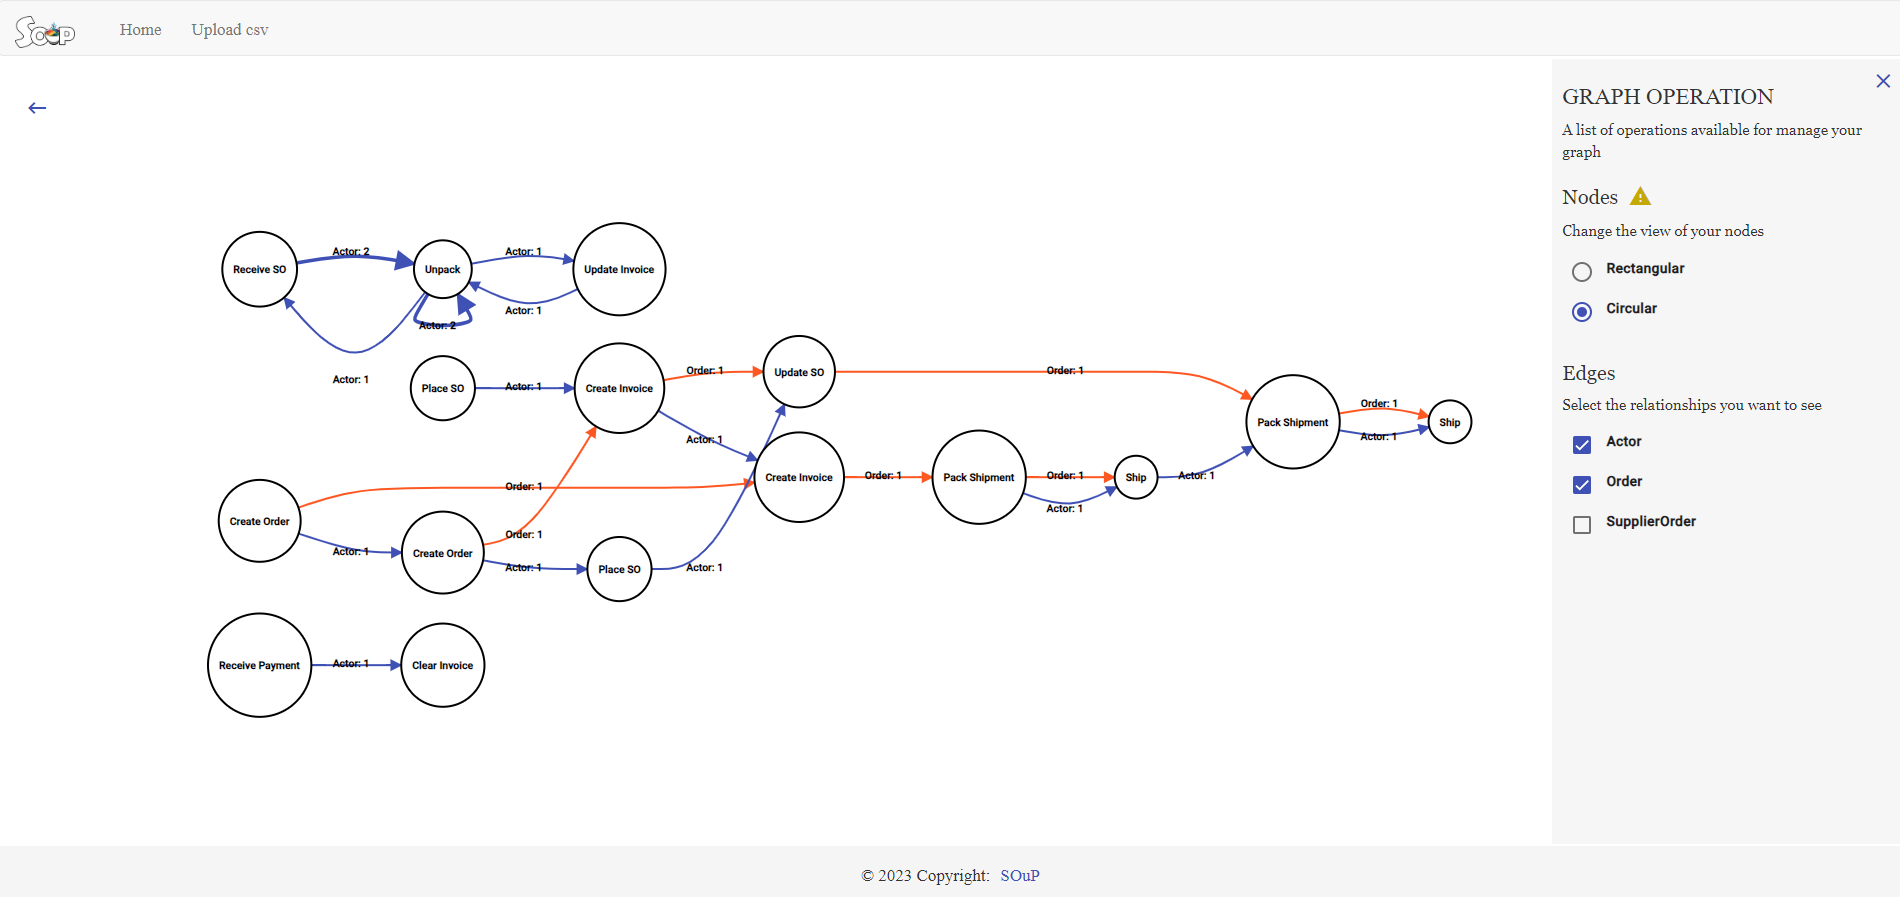 SOuP
Home
Upload csv
GRAPH OPERATION
A list of operations available for manage your
graph
Nodes
Change the view of your nodes
Rectangular
Circular
Edges
Select the relationships you want to see
Actor
Order
SupplierOrder
Receive SO
Actor: 2
Unpack
Actor: 1
Update Invoice
Actor: 1
Actor: 2
Actor: 1
Place SO
Actor: 1
Create Invoice
Order: 1
Update SO
Order: 1
Actor: 1
Pack Shipment
Order: 1
Actor: 1
Ship
Create Order
Order: 1
Actor: 1
Create Order
Order: 1
Actor: 1
Place SO
Actor: 1
Create Invoice
Order: 1
Pack Shipment
Order: 1
Actor: 1
Ship
Actor: 1
Receive Payment
Actor: 1
Clear Invoice
© 2023 Copyright: SOuP